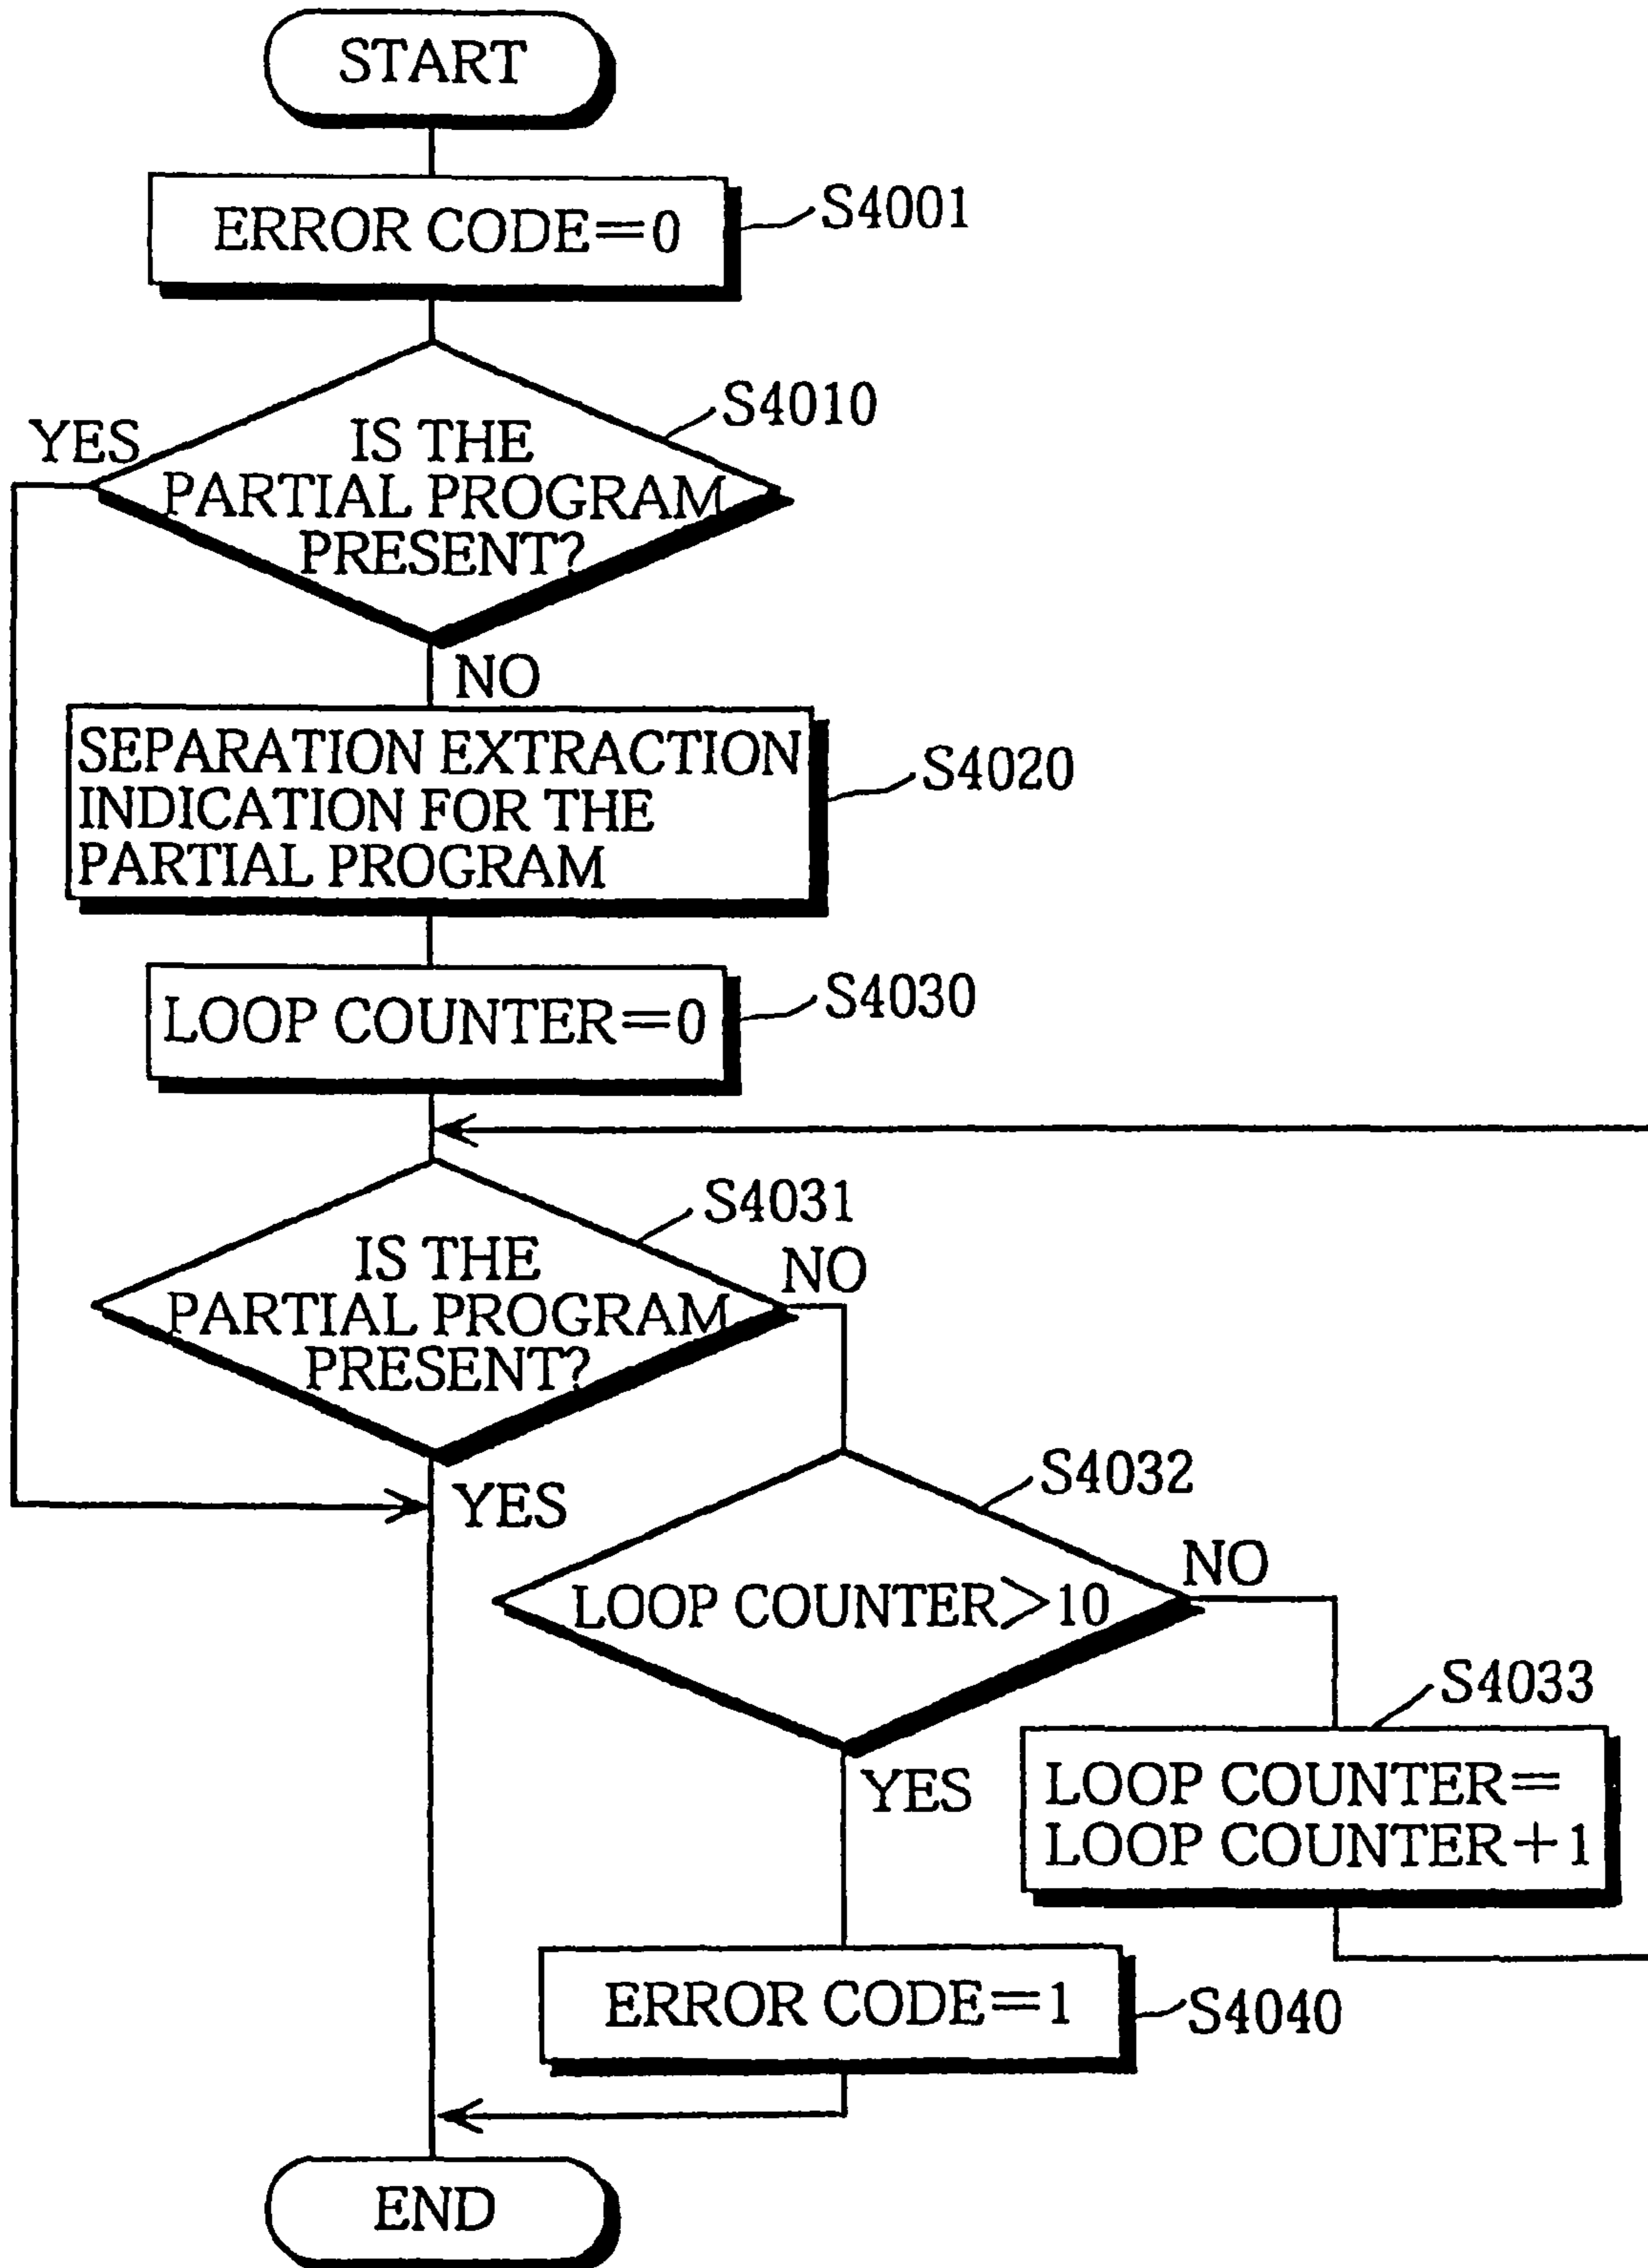 START
ERROR CODE=0
S4001
S4010
YES
IS THE
PARTIAL PROGRAM
PRESENT?
NO
SEPARATION EXTRACTION
INDICATION FOR THE
PARTIAL PROGRAM
S4020
LOOP COUNTER=0
S4030
S4031
IS THE
PARTIAL PROGRAM
PRESENT?
NO
YES
S4032
LOOP COUNTER>10
NO
S4033
YES
LOOP COUNTER=
LOOP COUNTER+1
ERROR CODE=1
S4040
END